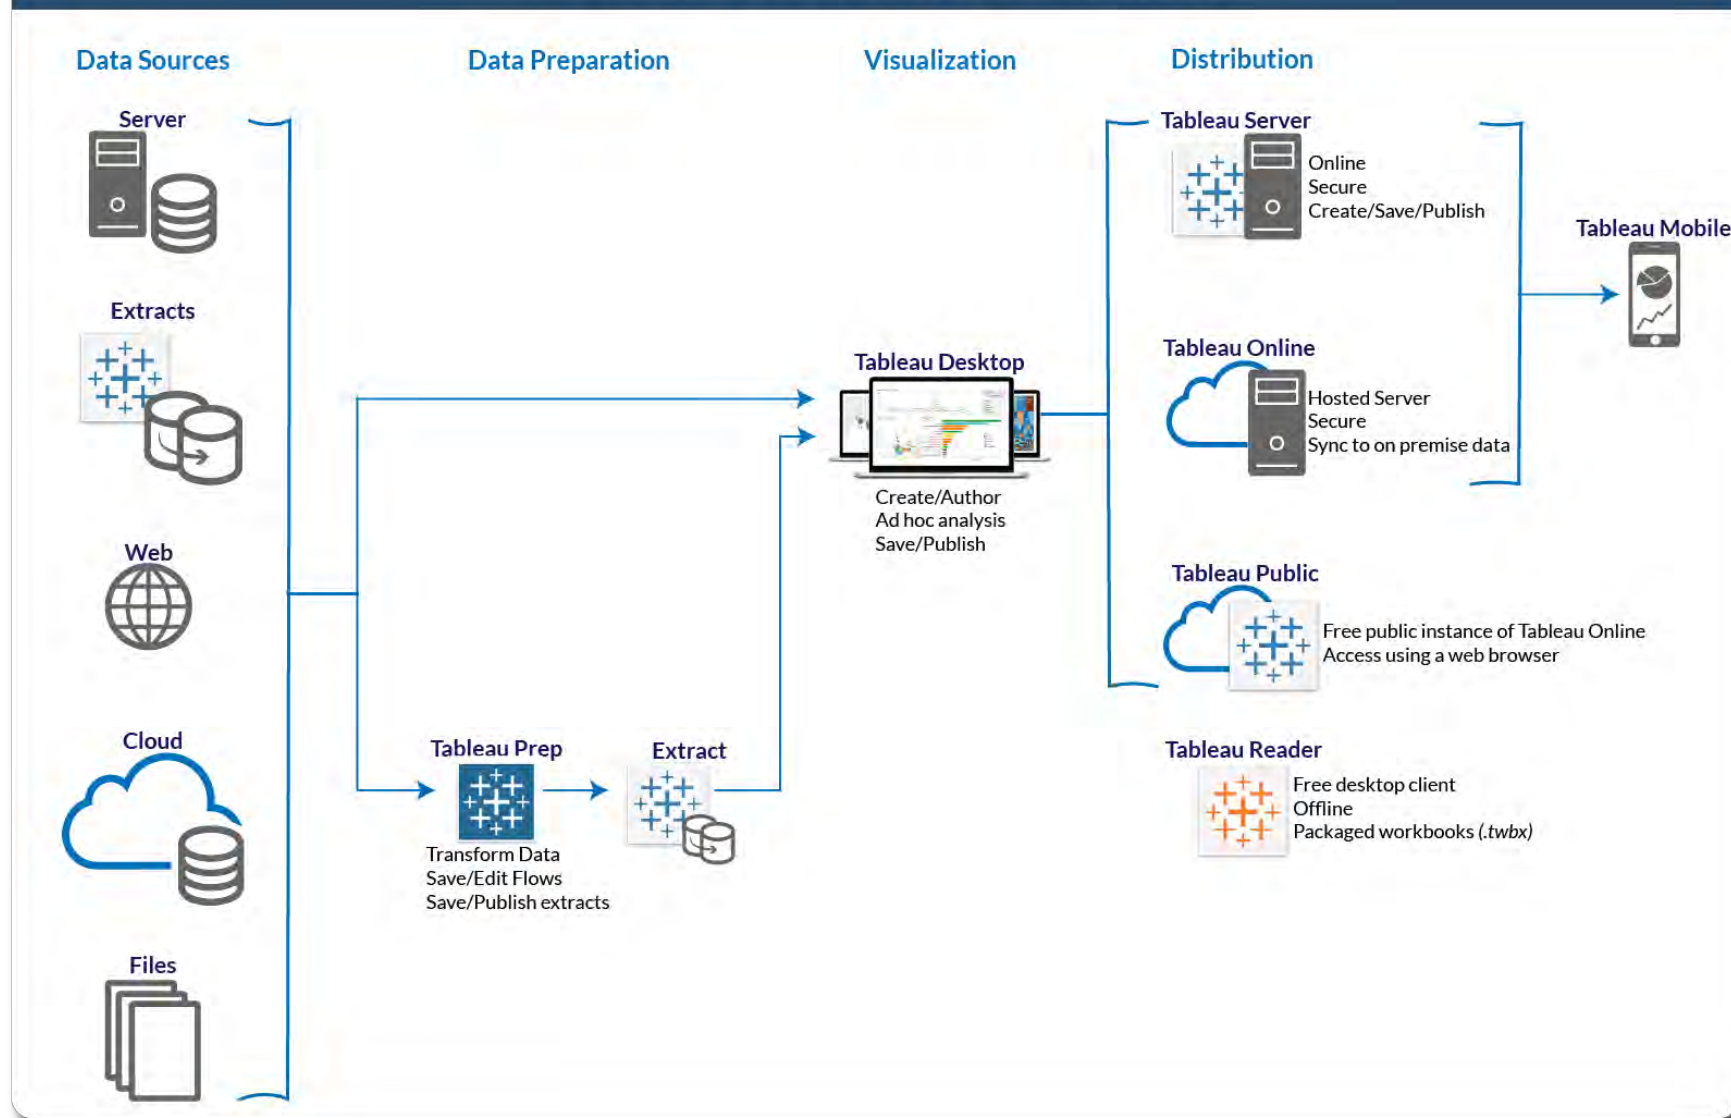 Data Sources
Data Preparation
Visualization
Distribution
Server
Extracts
Web
Cloud
Files
Tableau Prep
Transform Data
Save/Edit Flows
Save/Publish extracts
Extract
Tableau Desktop
Create/Author
Ad hoc analysis
Save/Publish
Tableau Server
Online
Secure
Create/Save/Publish
Tableau Online
Hosted Server
Secure
Sync to on premise data
Tableau Public
Free public instance of Tableau Online
Access using a web browser
Tableau Reader
Free desktop client
Offline
Packaged workbooks (.twbx)
Tableau Mobile